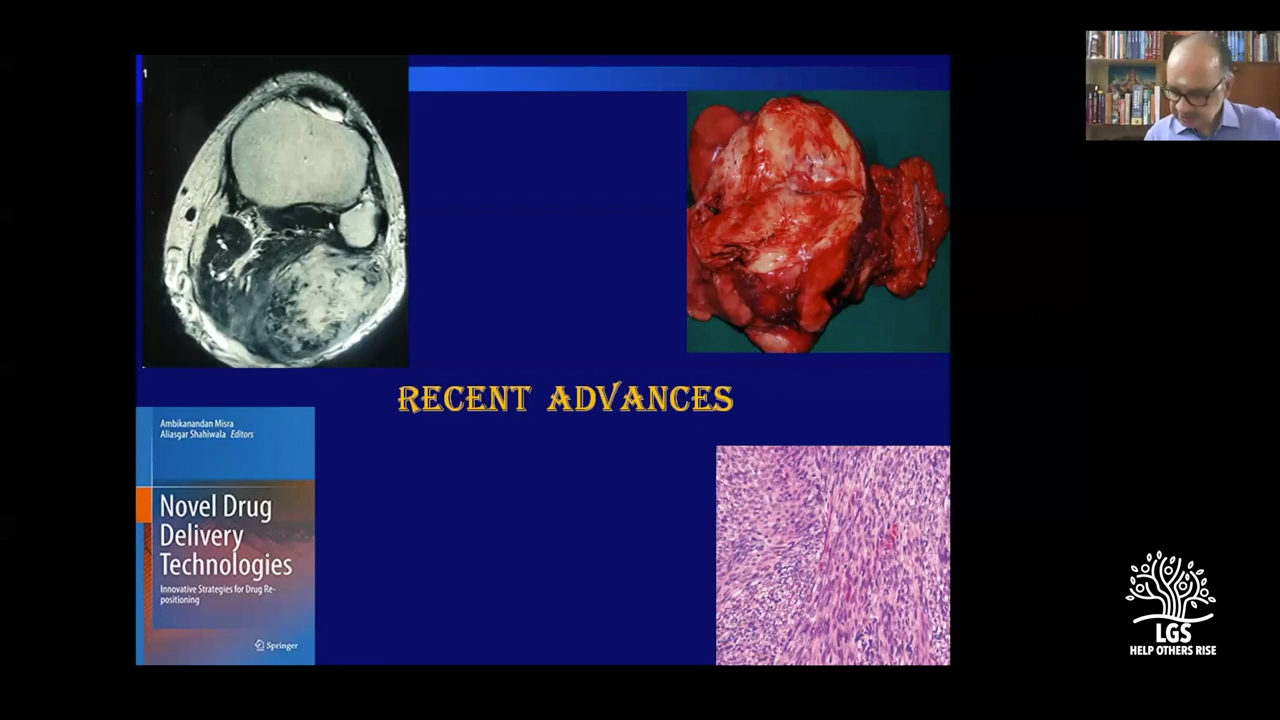 1
RECENT ADVANCES
Ambikanandan Misra
Aliasgar Shahiwala Editors
Novel Drug
Delivery
Technologies
Innovative Strategies for Drug Re-
positioning
Springer
LGS
HELP OTHERS RISE